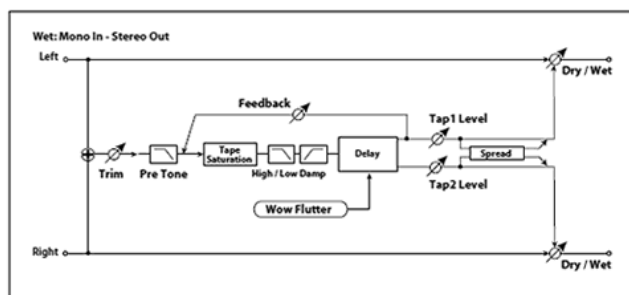 Wet: Mono In - Stereo Out
Left
Dry / Wet
Feedback
Tap1 Level
Trim
Pre Tone
Tape
Saturation
High / Low Damp
Delay
Spread
Tap2 Level
Wow Flutter
Right
Dry / Wet